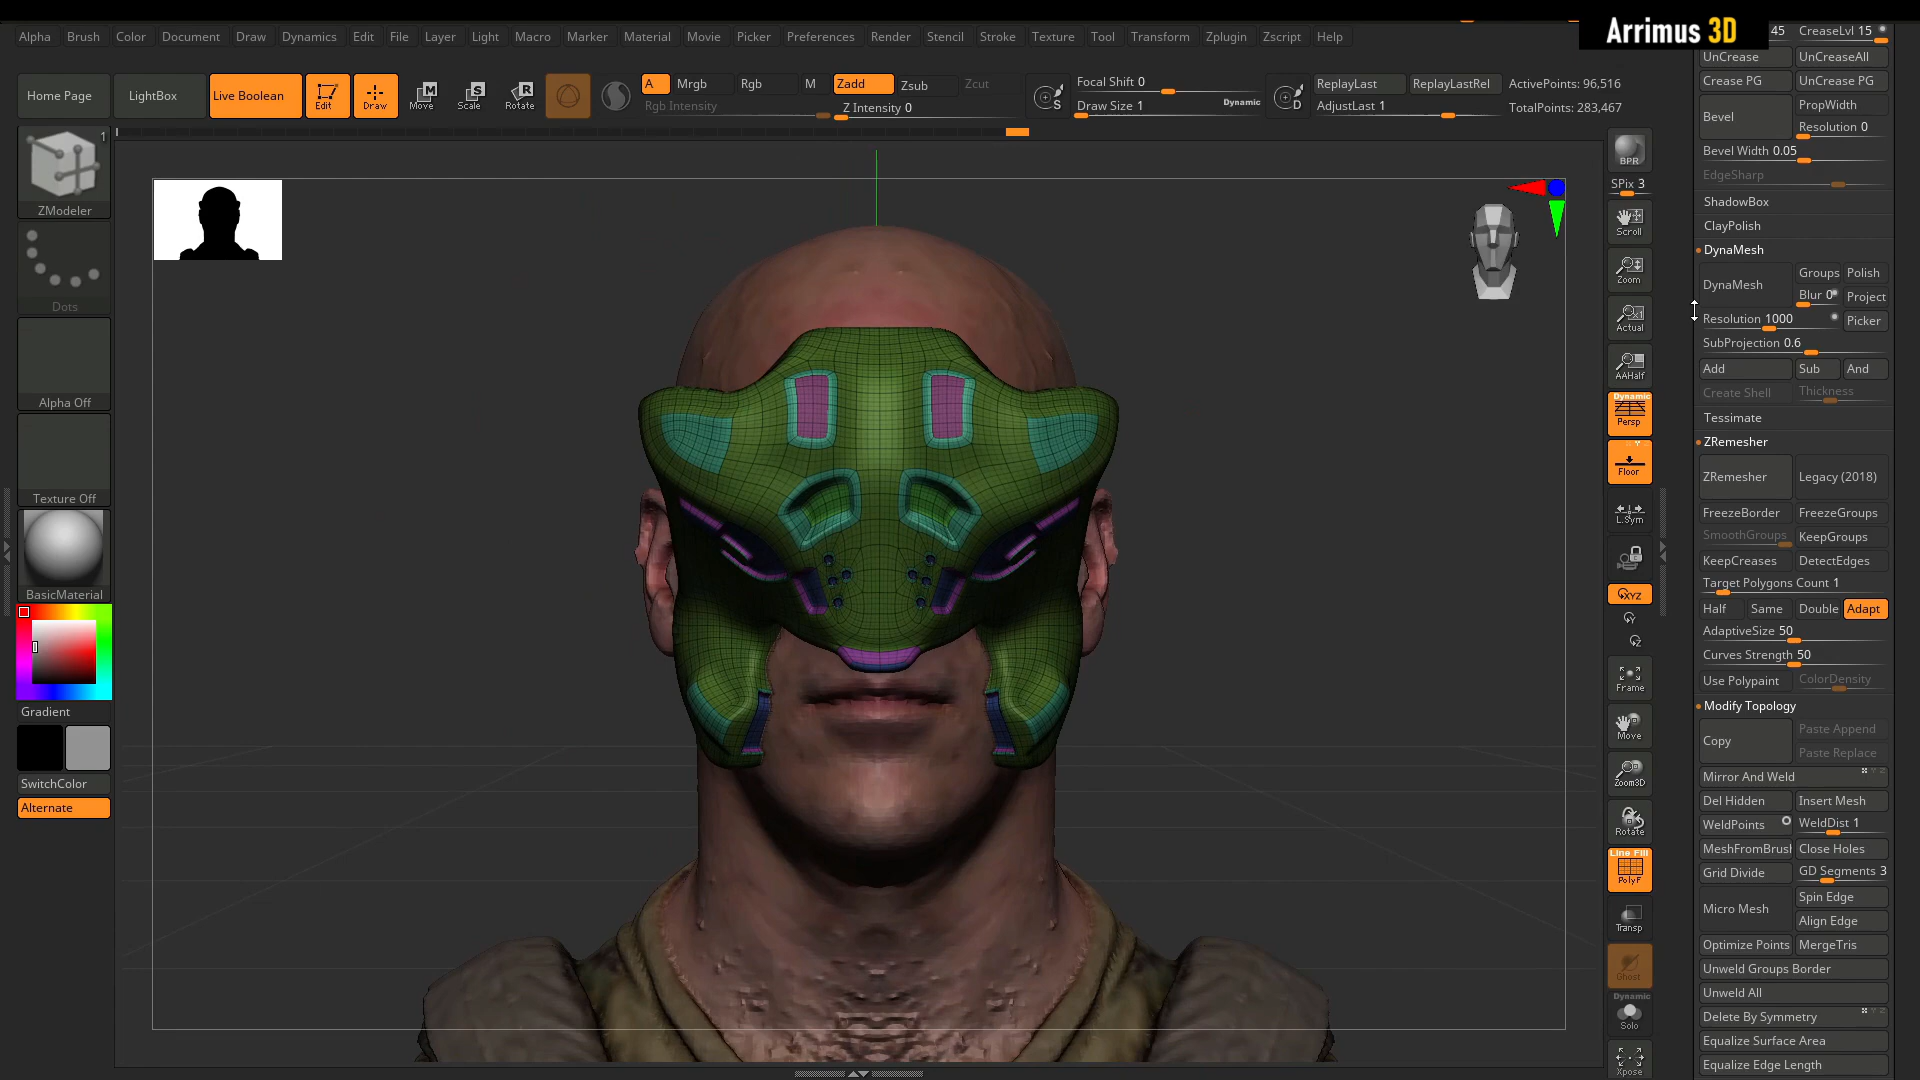 Arrimus 3D
Alpha Brush Color Document Draw Dynamics Edit File Layer Light Macro Marker Material Movie Picker Preferences Render Stencil Stroke Texture Tool Transform Zplugin Zscript Help
Home Page
LightBox
Live Boolean
Edit
Draw
M
Move
S
Scale
R
Rotate
A Mrgb Rgb M Zadd Zsub Zcut
Rgb Intensity
Z Intensity 0
S
Focal Shift 0
Draw Size 1
Dynamic
D
ReplayLast ReplayLastRel
AdjustLast 1
ActivePoints: 96,516
TotalPoints: 283,467
1
ZModeler
Dots
Alpha Off
Texture Off
BasicMaterial
Gradient
SwitchColor
Alternate
BPR
SPix 3
Scroll
Zoom
Actual
AAHalf
Dynamic
Persp
Floor
L.Sym
XYZ
Y
Z
Frame
Move
Zoom3D
Rotate
Line Fill
PolyF
Transp
Ghost
Dynamic
Solo
Xpose
45 CreaseLvl 15
UnCrease UnCreaseAll
Crease PG UnCrease PG
Bevel
PropWidth
Resolution 0
Bevel Width 0.05
EdgeSharp
ShadowBox
ClayPolish
DynaMesh
DynaMesh
Groups Polish
Blur 0 Project
Resolution 1000 Picker
SubProjection 0.6
Add Sub And
Create Shell Thickness
Tessimate
ZRemesher
ZRemesher Legacy (2018)
FreezeBorder FreezeGroups
SmoothGroups KeepGroups
KeepCreases DetectEdges
Target Polygons Count 1
Half Same Double Adapt
AdaptiveSize 50
Curves Strength 50
Use Polypaint ColorDensity
Modify Topology
Copy
Paste Append
Paste Replace
Mirror And Weld
Del Hidden Insert Mesh
WeldPoints WeldDist 1
MeshFromBrush Close Holes
Grid Divide GD Segments 3
Micro Mesh
Spin Edge
Align Edge
Optimize Points MergeTris
Unweld Groups Border
Unweld All
Delete By Symmetry
Equalize Surface Area
Equalize Edge Length